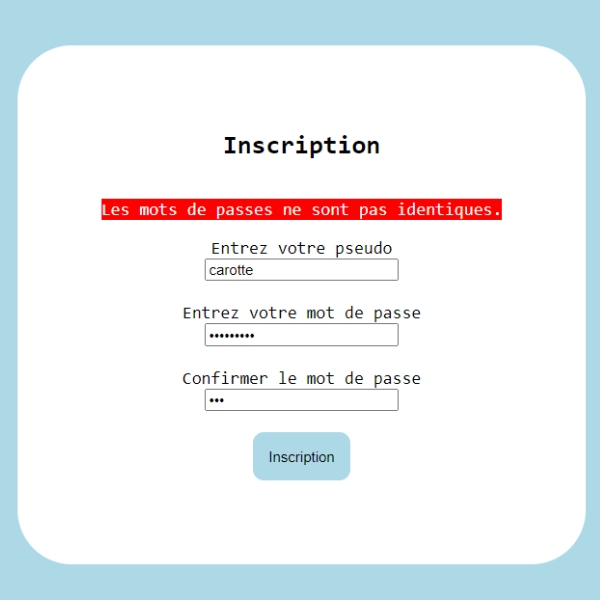 Inscription
Les mots de passes ne sont pas identiques.
Entrez votre pseudo
carotte
Entrez votre mot de passe
•••••••••
Confirmer le mot de passe
•••
Inscription